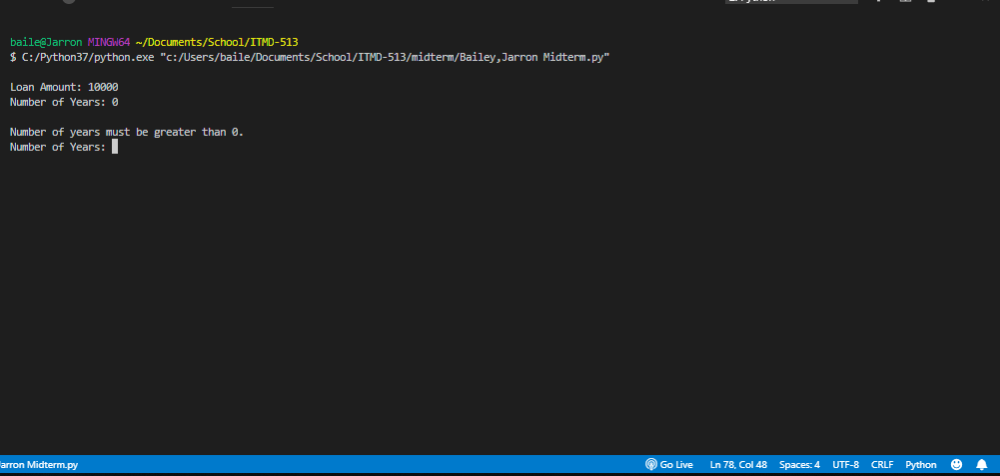 baile@Jarron MINGW64 ~/Documents/School/ITMD-513
$ C:/Python37/python.exe "c:/Users/baile/Documents/School/ITMD-513/midterm/Bailey,Jarron Midterm.py"
Loan Amount: 10000
Number of Years: 0
Number of years must be greater than 0.
Number of Years:
arron Midterm.py Go Live Ln 78, Col 48 Spaces: 4 UTF-8 CRLF Python